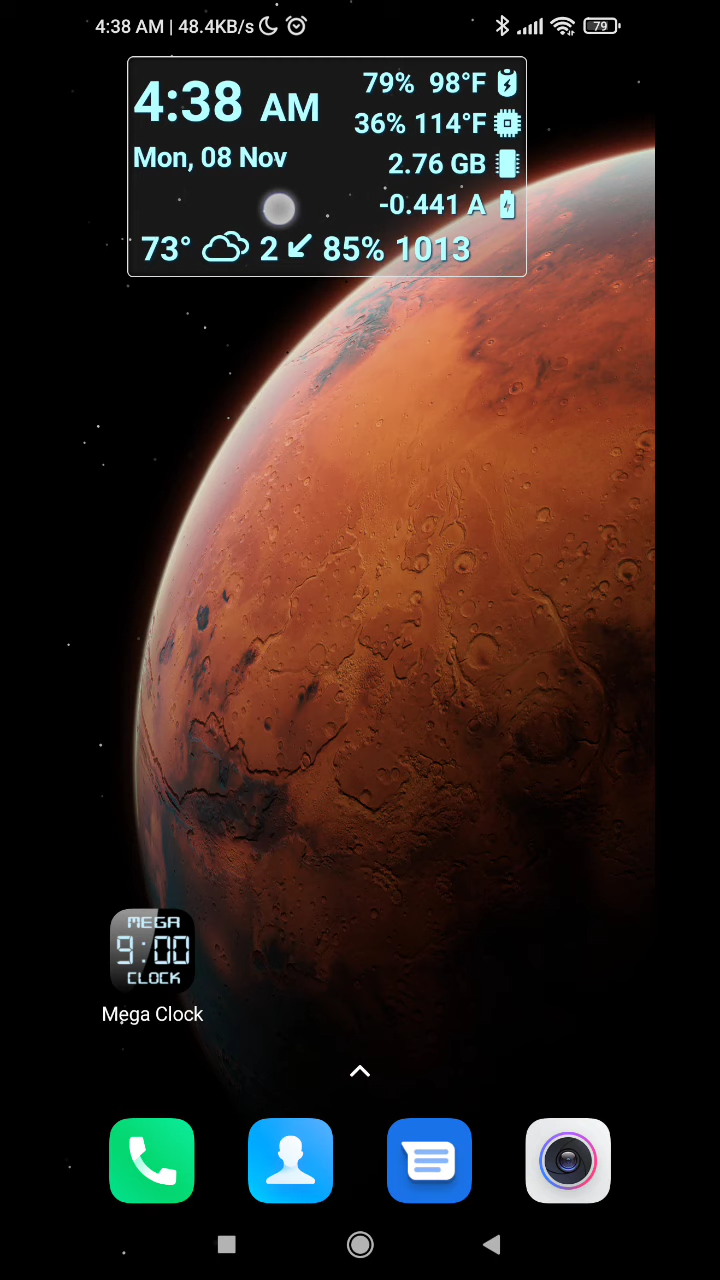 4:38 AM | 48.4KB/s 79
4:38 AM 79% 98°F
36% 114°F
Mon, 08 Nov 2.76 GB
-0.441 A
73° 2 85% 1013
MEGA
9:00
CLOCK
Mega Clock